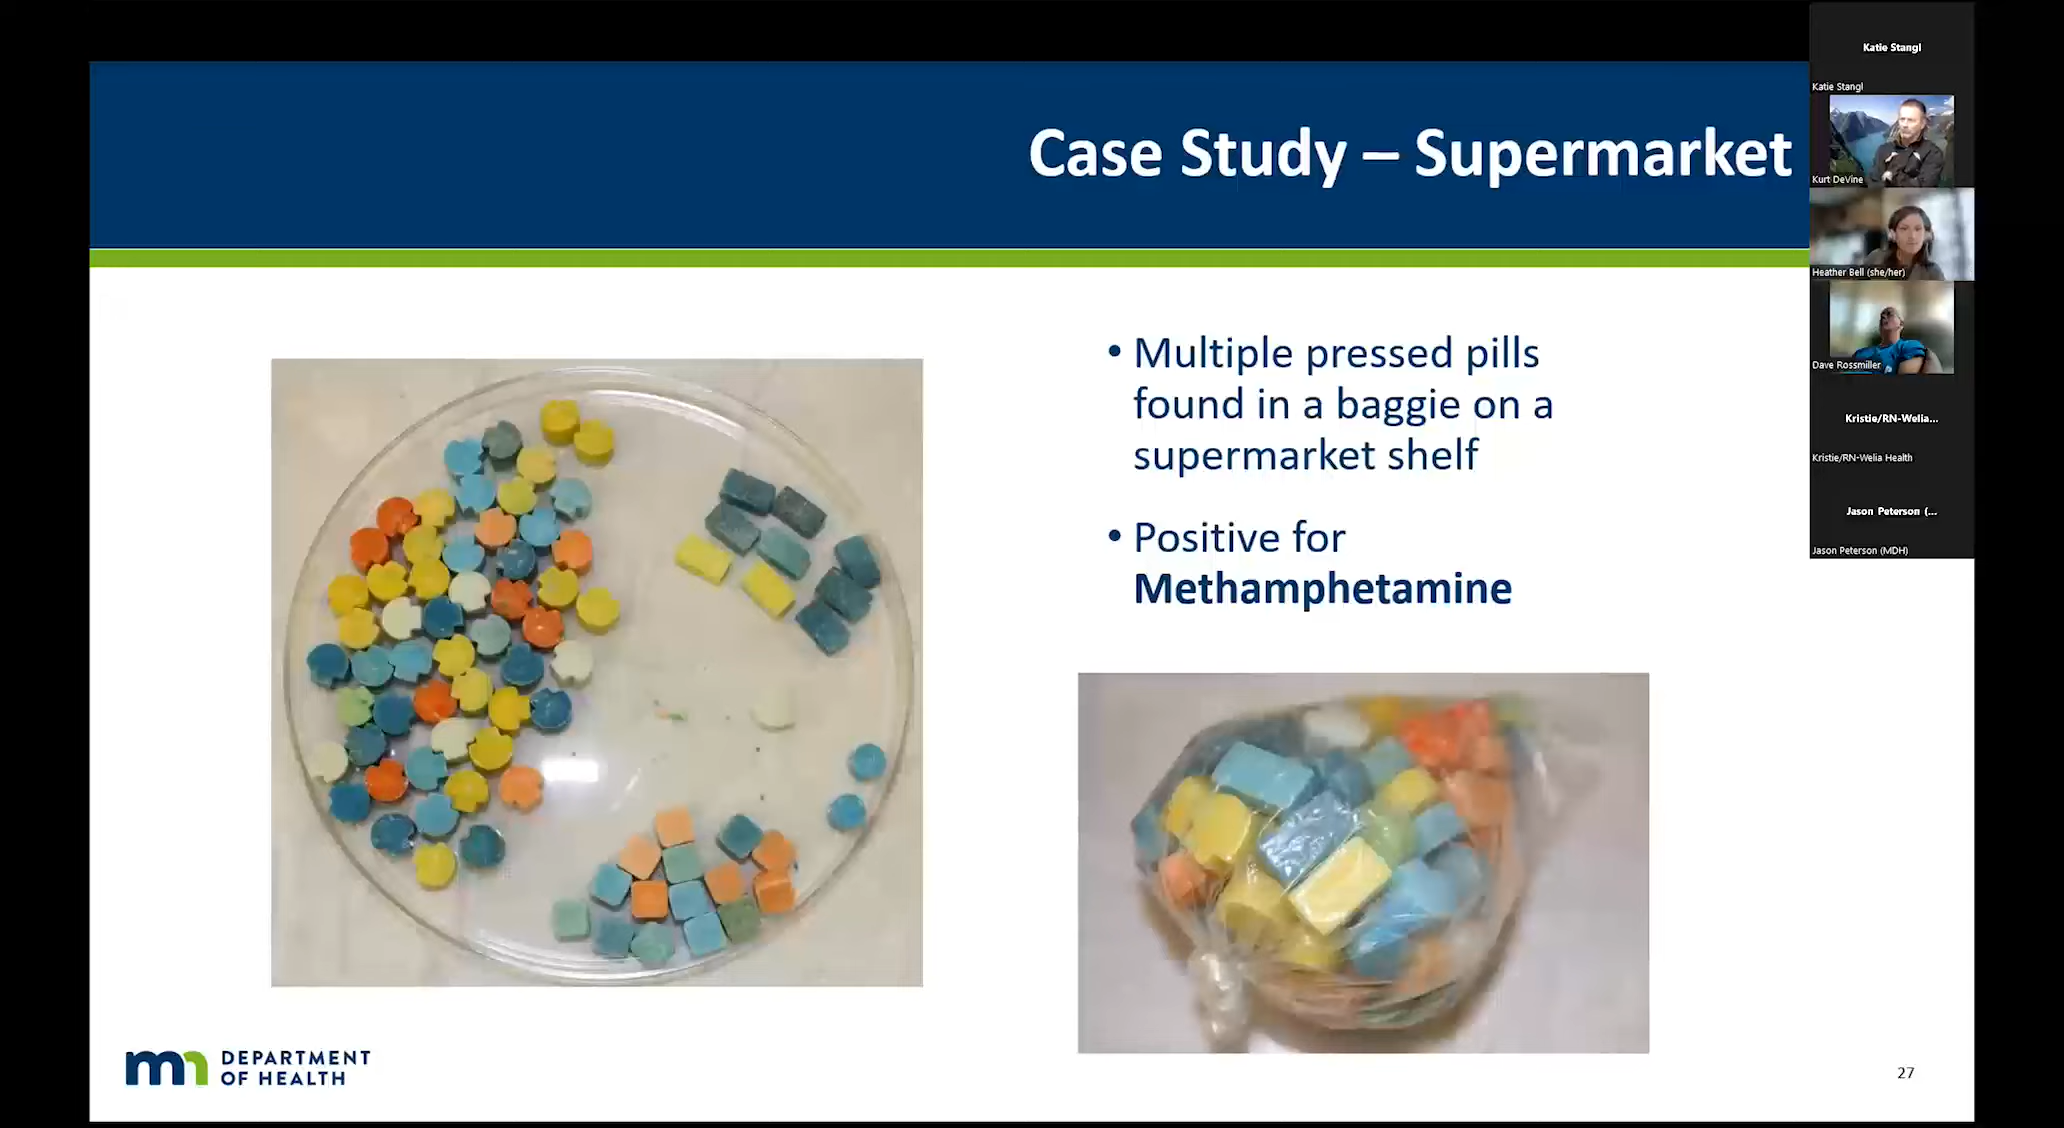 Case Study – Supermarket
• Multiple pressed pills
found in a baggie on a
supermarket shelf
• Positive for
Methamphetamine
mn DEPARTMENT
OF HEALTH
27
Katie Stangl
Katie Stangl
Kurt DeVine
Heather Bell (she/her)
Dave Rossmiller
Kristie/RN-Welia...
Kristie/RN-Welia Health
Jason Peterson (...
Jason Peterson (MDH)